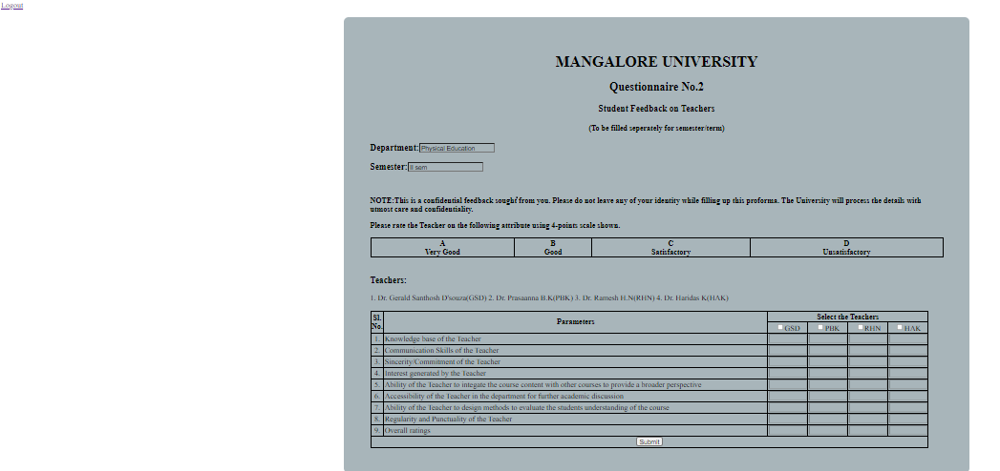 Logout
MANGALORE UNIVERSITY
Questionnaire No.2
Student Feedback on Teachers
(To be filled seperately for semester/term)
Department: Physical Education
Semester: II sem
NOTE:This is a confidential feedback sought from you. Please do not leave any of your identity while filling up this proforma. The University will process the details with
utmost care and confidentiality.
Please rate the Teacher on the following attribute using 4-points scale shown.
A B C D
Very Good Good Satisfactory Unsatisfactory
Teachers:
1. Dr. Gerald Santhosh D'souza(GSD) 2. Dr. Prasaanna B.K(PBK) 3. Dr. Ramesh H.N(RHN) 4. Dr. Haridas K(HAK)
Sl. No. Parameters Select the Teachers
GSD PBK RHN HAK
1. Knowledge base of the Teacher
2. Communication Skills of the Teacher
3. Sincerity/Commitment of the Teacher
4. Interest generated by the Teacher
5. Ability of the Teacher to integate the course content with other courses to provide a broader perspective
6. Accessibility of the Teacher in the department for further academic discussion
7. Ability of the Teacher to design methods to evaluate the students understanding of the course
8. Regularity and Punctuality of the Teacher
9. Overall ratings
Submit